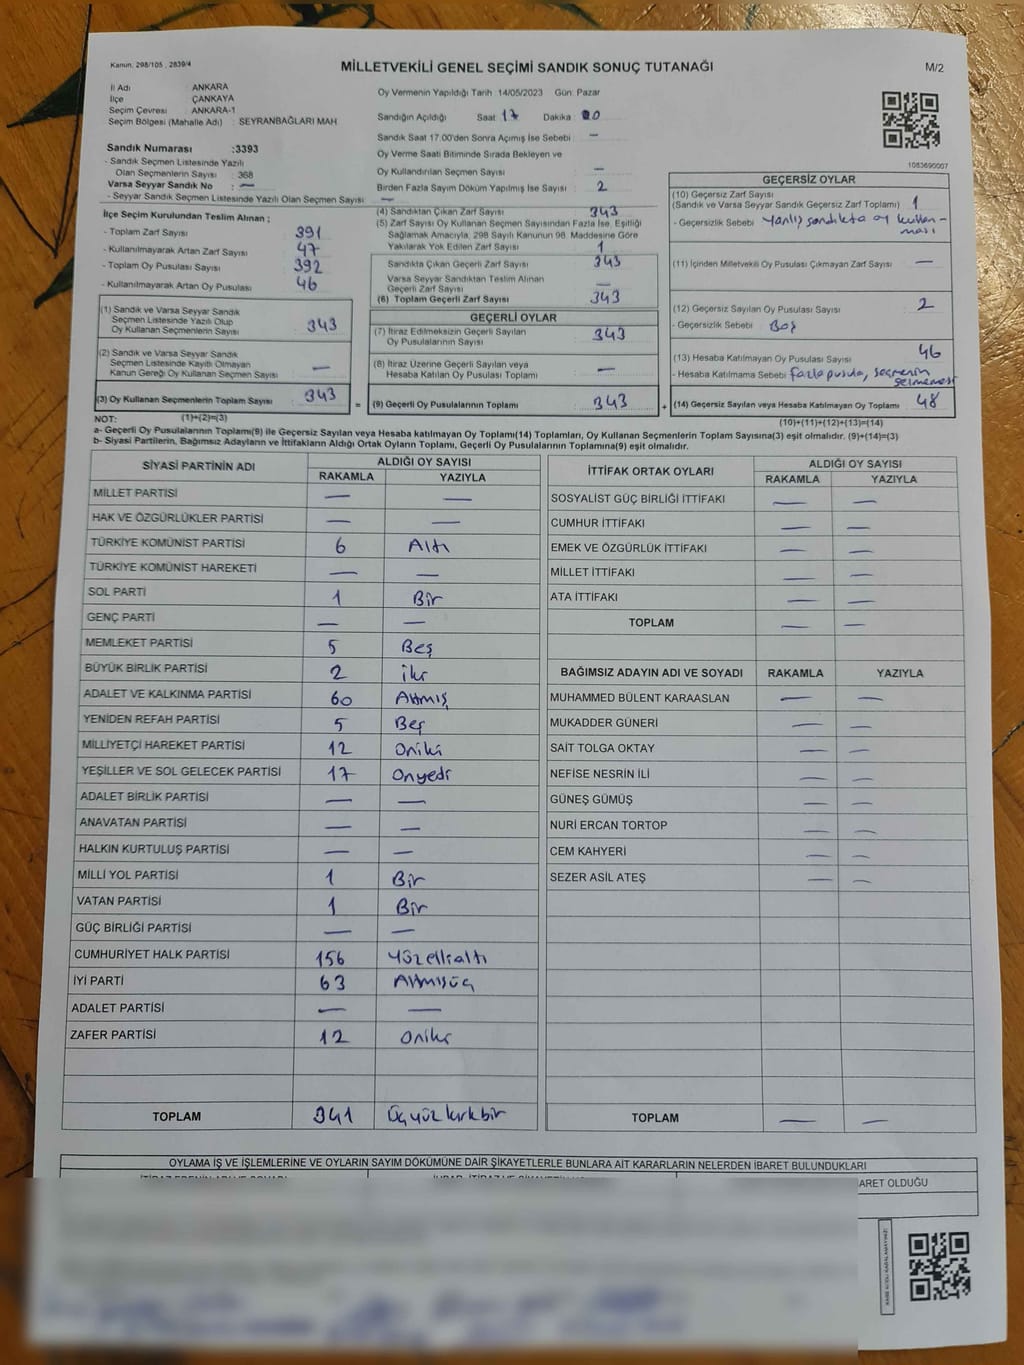 Kanun, 298/105 , 2839/4
MİLLETVEKİLİ GENEL SEÇİMİ SANDIK SONUÇ TUTANAĞI
M/2
İl Adı : ANKARA
İlçe : ÇANKAYA
Seçim Çevresi : ANKARA-1
Seçim Bölgesi (Mahalle Adı) : SEYRANBAĞLARI MAH
Sandık Numarası :3393
- Sandık Seçmen Listesinde Yazılı
Olan Seçmenlerin Sayısı : 368
Varsa Seyyar Sandık No : —
- Seyyar Sandık Seçmen Listesinde Yazılı Olan Seçmen Sayısı : —
Oy Vermenin Yapıldığı Tarih 14/05/2023 Gün: Pazar
Sandığın Açıldığı Saat 17 Dakika
Sandık Saat 17.00'den Sonra Açılmış İse Sebebi —
Oy Verme Saati Bitiminde Sırada Bekleyen ve
Oy Kullandırılan Seçmen Sayısı —
Birden Fazla Sayım Döküm Yapılmış İse Sayısı 2
1083690007
İlçe Seçim Kurulundan Teslim Alınan ;
- Toplam Zarf Sayısı 391
- Kullanılmayarak Artan Zarf Sayısı 47
- Toplam Oy Pusulası Sayısı 392
- Kullanılmayarak Artan Oy Pusulası 46
(1) Sandık ve Varsa Seyyar Sandık
Seçmen Listesinde Yazılı Olup
Oy Kullanan Seçmenlerin Sayısı 343
(2) Sandık ve Varsa Seyyar Sandık
Seçmen Listesinde Kayıtlı Olmayan
Kanun Gereği Oy Kullanan Seçmen Sayısı —
(3) Oy Kullanan Seçmenlerin Toplam Sayısı 343
(4) Sandıktan Çıkan Zarf Sayısı 343
(5) Zarf Sayısı Oy Kullanan Seçmen Sayısından Fazla İse, Eşitliği
Sağlamak Amacıyla, 298 Sayılı Kanunun 98. Maddesine Göre
Yakılarak Yok Edilen Zarf Sayısı 1
Sandıkta Çıkan Geçerli Zarf Sayısı 343
Varsa Seyyar Sandıktan Teslim Alınan
Geçerli Zarf Sayısı —
(6) Toplam Geçerli Zarf Sayısı 343
GEÇERLİ OYLAR
(7) İtiraz Edilmeksizin Geçerli Sayılan
Oy Pusulalarının Sayısı 343
(8) İtiraz Üzerine Geçerli Sayılan veya
Hesaba Katılan Oy Pusulaları Toplamı —
= (9) Geçerli Oy Pusulalarının Toplamı 343 +
GEÇERSİZ OYLAR
(10) Geçersiz Zarf Sayısı
(Sandık ve Varsa Seyyar Sandık Geçersiz Zarf Toplamı) 1
- Geçersizlik Sebebi Yanlış sandıkta oy kullan-
ması
(11) İçinden Milletvekili Oy Pusulası Çıkmayan Zarf Sayısı —
(12) Geçersiz Sayılan Oy Pusulası Sayısı 2
- Geçersizlik Sebebi Boş
(13) Hesaba Katılmayan Oy Pusulası Sayısı 46
- Hesaba Katılmama Sebebi fazla pusula, seçmenin
gelmemesi
(14) Geçersiz Sayılan veya Hesaba Katılmayan Oy Toplamı 48
NOT: (1)+(2)=(3)
(10)+(11)+(12)+(13)=(14)
a- Geçerli Oy Pusulalarının Toplamı(9) ile Geçersiz Sayılan veya Hesaba Katılmayan Oy Toplamı(14) Toplamları, Oy Kullanan Seçmenlerin Toplam Sayısına(3) eşit olmalıdır. (9)+(14)=(3)
b- Siyasi Partilerin, Bağımsız Adayların ve İttifakların Aldığı Ortak Oyların Toplamı, Geçerli Oy Pusulalarının Toplamına(9) eşit olmalıdır.
SİYASİ PARTİNİN ADI ALDIĞI OY SAYISI
RAKAMLA YAZIYLA
MİLLET PARTİSİ — —
HAK VE ÖZGÜRLÜKLER PARTİSİ — —
TÜRKİYE KOMÜNİST PARTİSİ 6 Altı
TÜRKİYE KOMÜNİST HAREKETİ — —
SOL PARTİ 1 Bir
GENÇ PARTİ — —
MEMLEKET PARTİSİ 5 Beş
BÜYÜK BİRLİK PARTİSİ 2 iki
ADALET VE KALKINMA PARTİSİ 60 Altmış
YENİDEN REFAH PARTİSİ 5 Beş
MİLLİYETÇİ HAREKET PARTİSİ 12 Oniki
YEŞİLLER VE SOL GELECEK PARTİSİ 17 Onyedi
ADALET BİRLİK PARTİSİ — —
ANAVATAN PARTİSİ — —
HALKIN KURTULUŞ PARTİSİ — —
MİLLİ YOL PARTİSİ 1 Bir
VATAN PARTİSİ 1 Bir
GÜÇ BİRLİĞİ PARTİSİ — —
CUMHURİYET HALK PARTİSİ 156 Yüzellialtı
İYİ PARTİ 63 Altmışüç
ADALET PARTİSİ — —
ZAFER PARTİSİ 12 Oniki
TOPLAM 341 Üçyüz kırkbir
İTTİFAK ORTAK OYLARI ALDIĞI OY SAYISI
RAKAMLA YAZIYLA
SOSYALİST GÜÇ BİRLİĞİ İTTİFAKI — —
CUMHUR İTTİFAKI — —
EMEK VE ÖZGÜRLÜK İTTİFAKI — —
MİLLET İTTİFAKI — —
ATA İTTİFAKI — —
TOPLAM — —
BAĞIMSIZ ADAYIN ADI VE SOYADI RAKAMLA YAZIYLA
MUHAMMED BÜLENT KARAASLAN — —
MUKADDER GÜNERİ — —
SAİT TOLGA OKTAY — —
NEFİSE NESRİN İLİ — —
GÜNEŞ GÜMÜŞ — —
NURİ ERCAN TORTOP — —
CEM KAHYERİ — —
SEZER ASİL ATEŞ — —
TOPLAM — —
OYLAMA İŞ VE İŞLEMLERİNE VE OYLARIN SAYIM DÖKÜMÜNE DAİR ŞİKAYETLERLE BUNLARA AİT KARARLARIN NELERDEN İBARET BULUNDUKLARI
ARET OLDUĞU